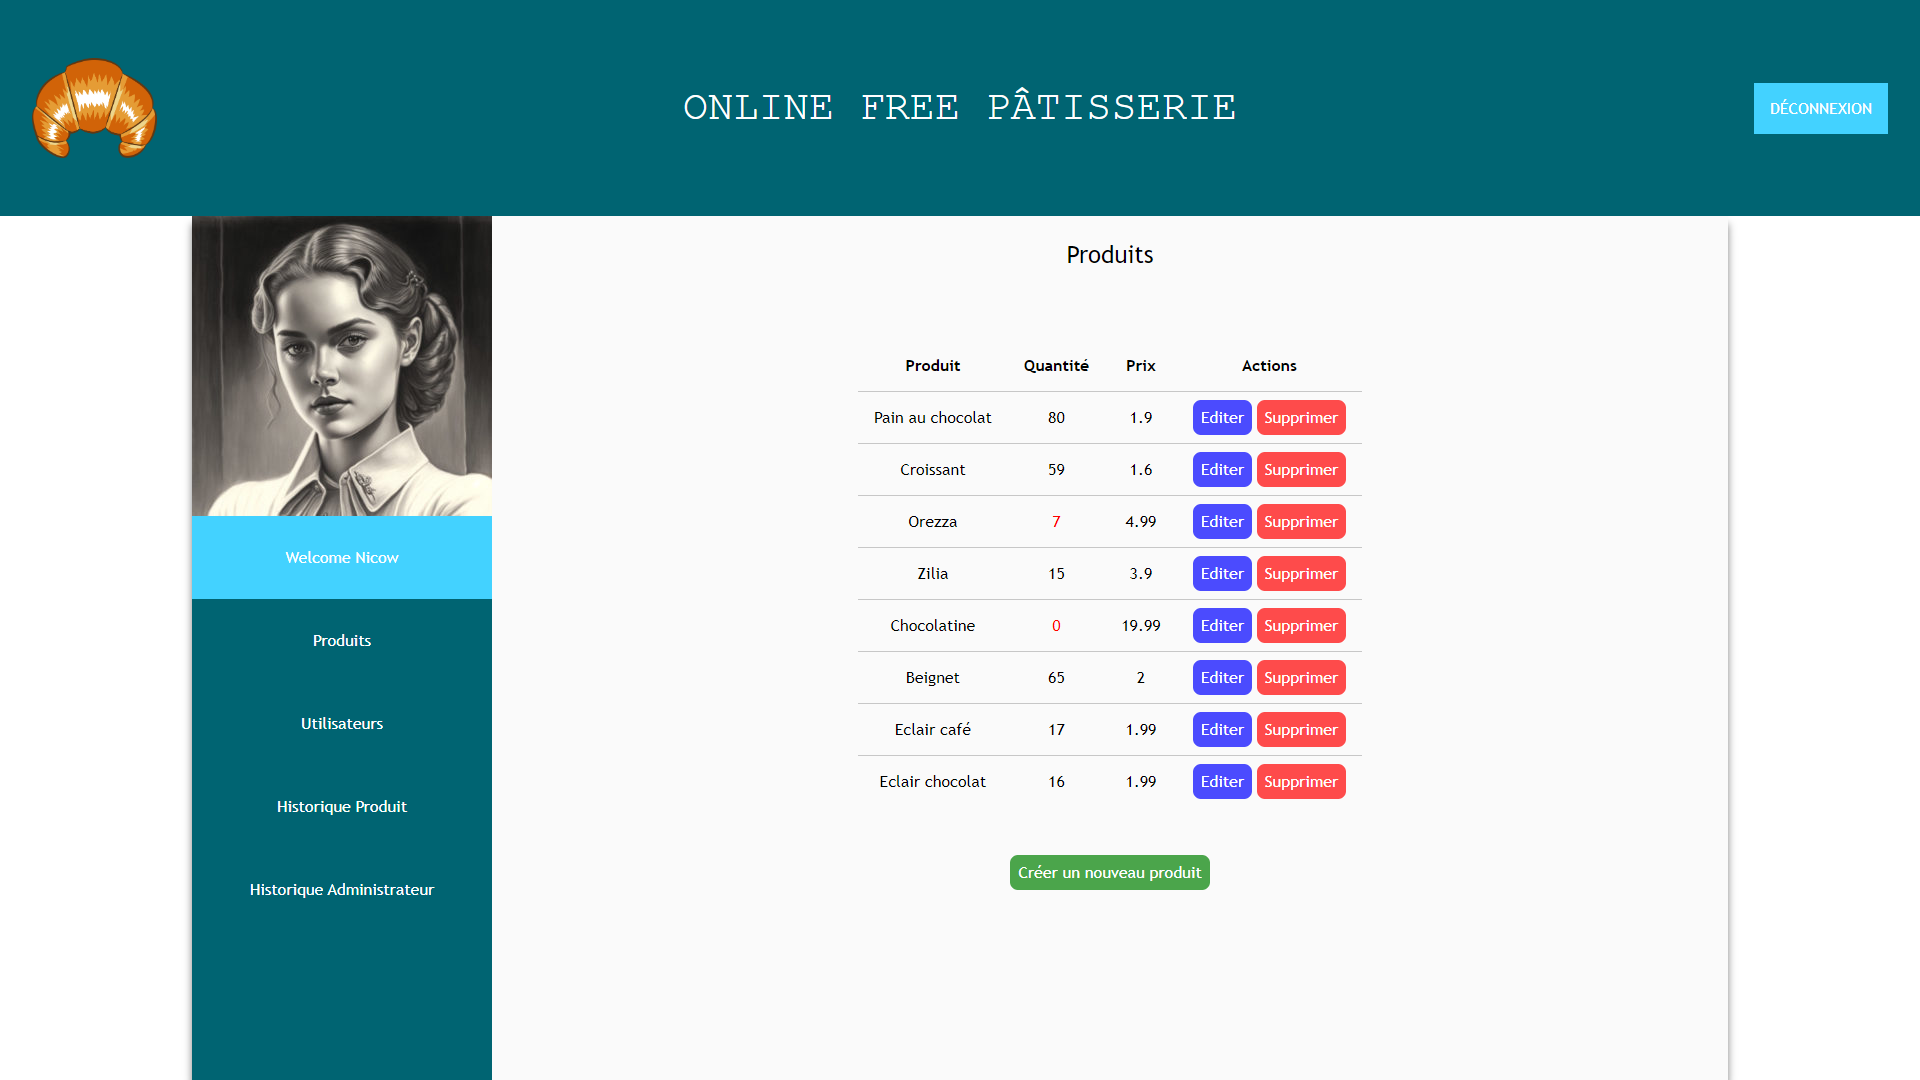 ONLINE FREE PÂTISSERIE
DÉCONNEXION
Welcome Nicow
Produits
Utilisateurs
Historique Produit
Historique Administrateur
Produits
Produit Quantité Prix Actions
Pain au chocolat 80 1.9 Editer Supprimer
Croissant 59 1.6 Editer Supprimer
Orezza 7 4.99 Editer Supprimer
Zilia 15 3.9 Editer Supprimer
Chocolatine 0 19.99 Editer Supprimer
Beignet 65 2 Editer Supprimer
Eclair café 17 1.99 Editer Supprimer
Eclair chocolat 16 1.99 Editer Supprimer
Créer un nouveau produit